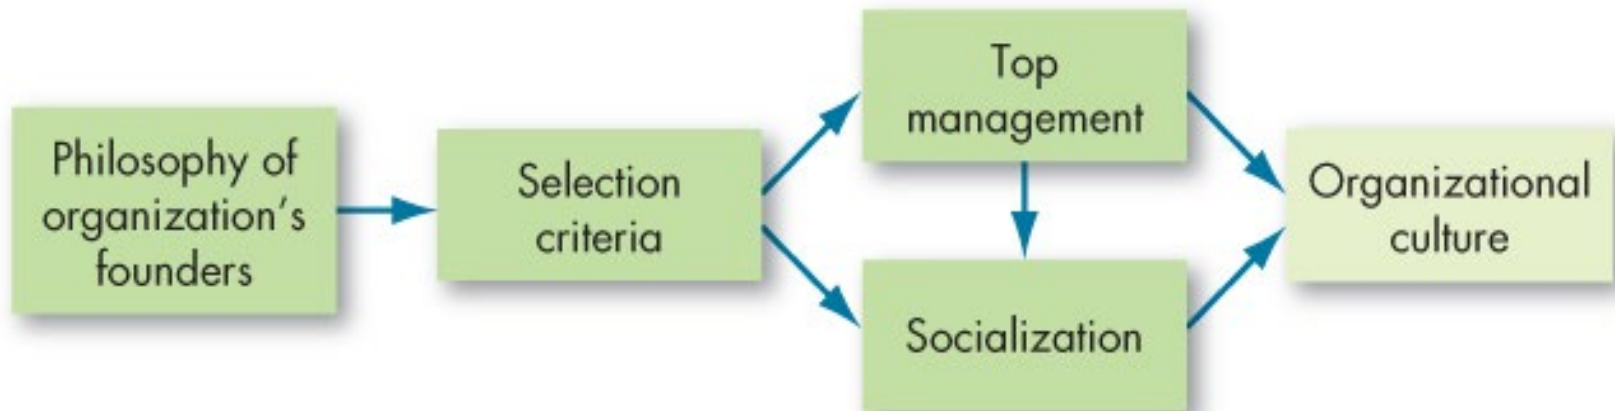 Philosophy of
organization's
founders
Selection
criteria
Top
management
Socialization
Organizational
culture